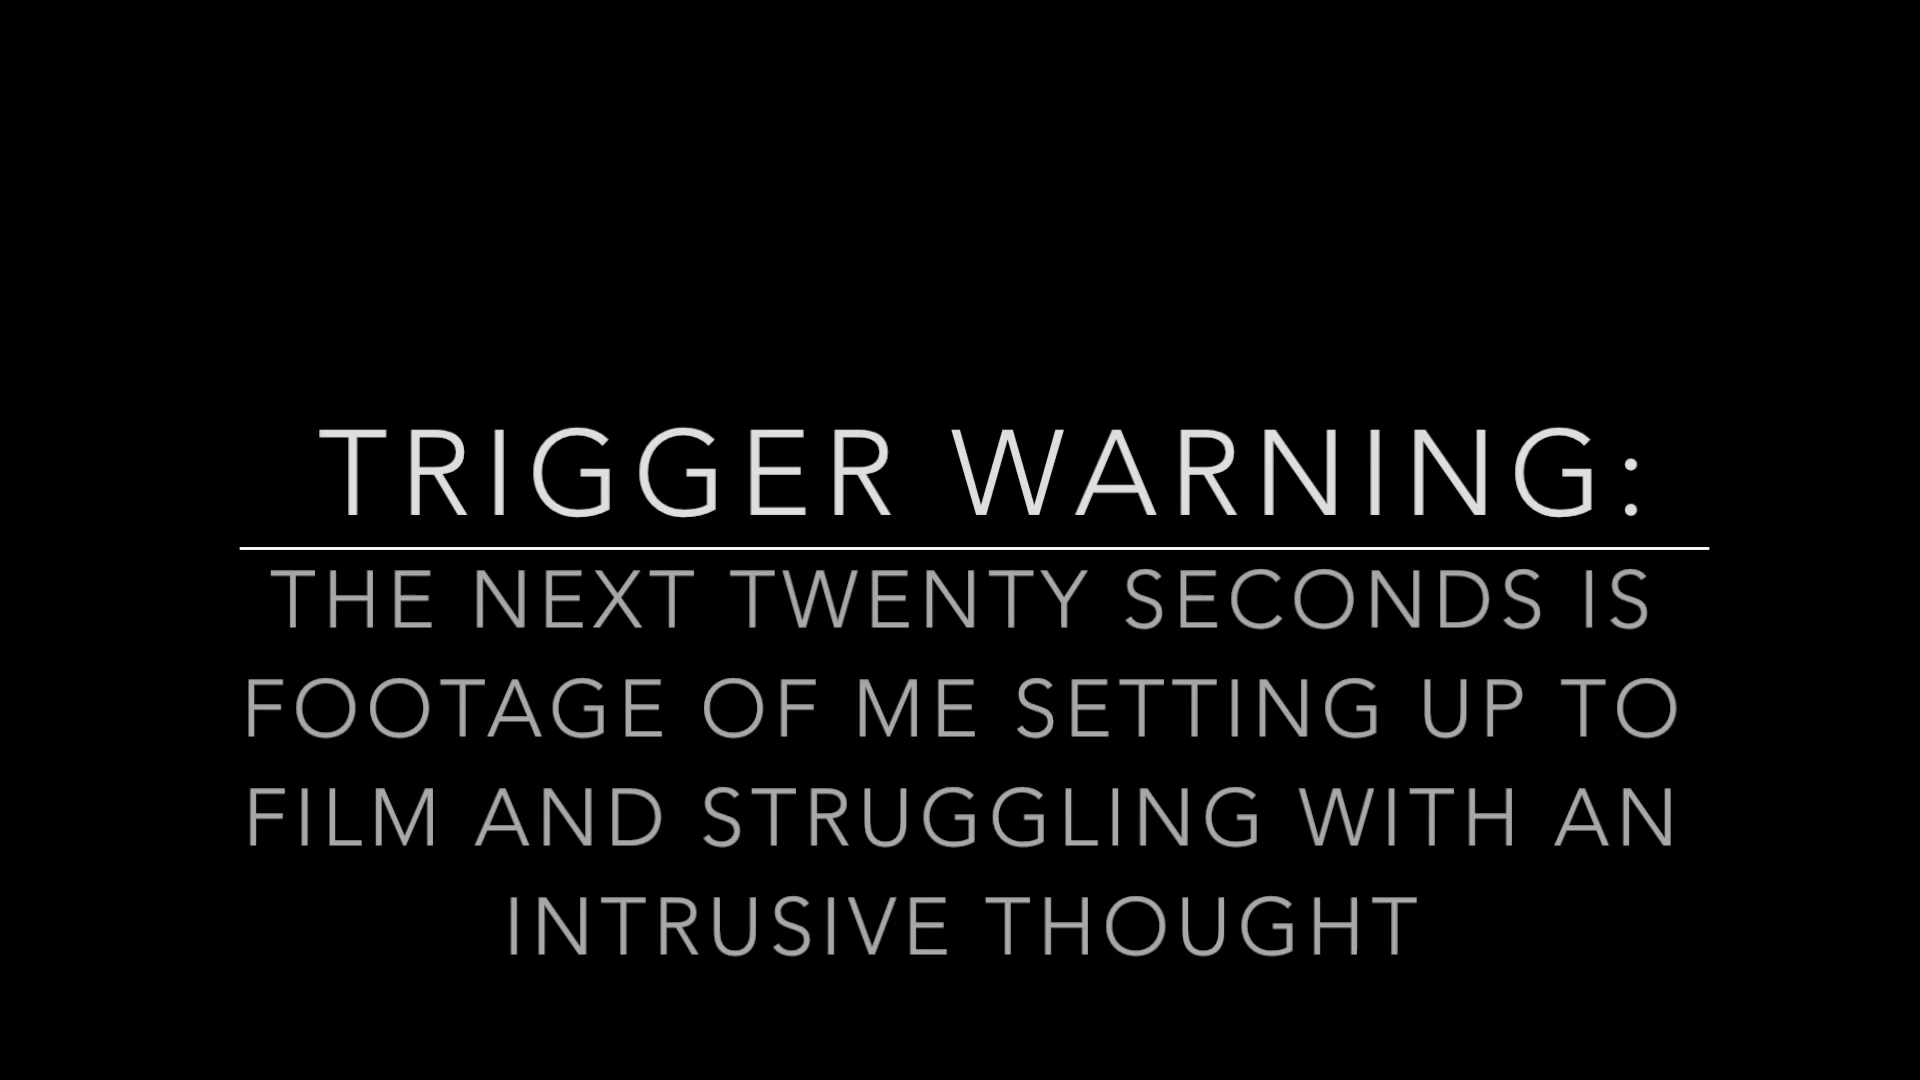 TRIGGER WARNING:
THE NEXT TWENTY SECONDS IS
FOOTAGE OF ME SETTING UP TO
FILM AND STRUGGLING WITH AN
INTRUSIVE THOUGHT